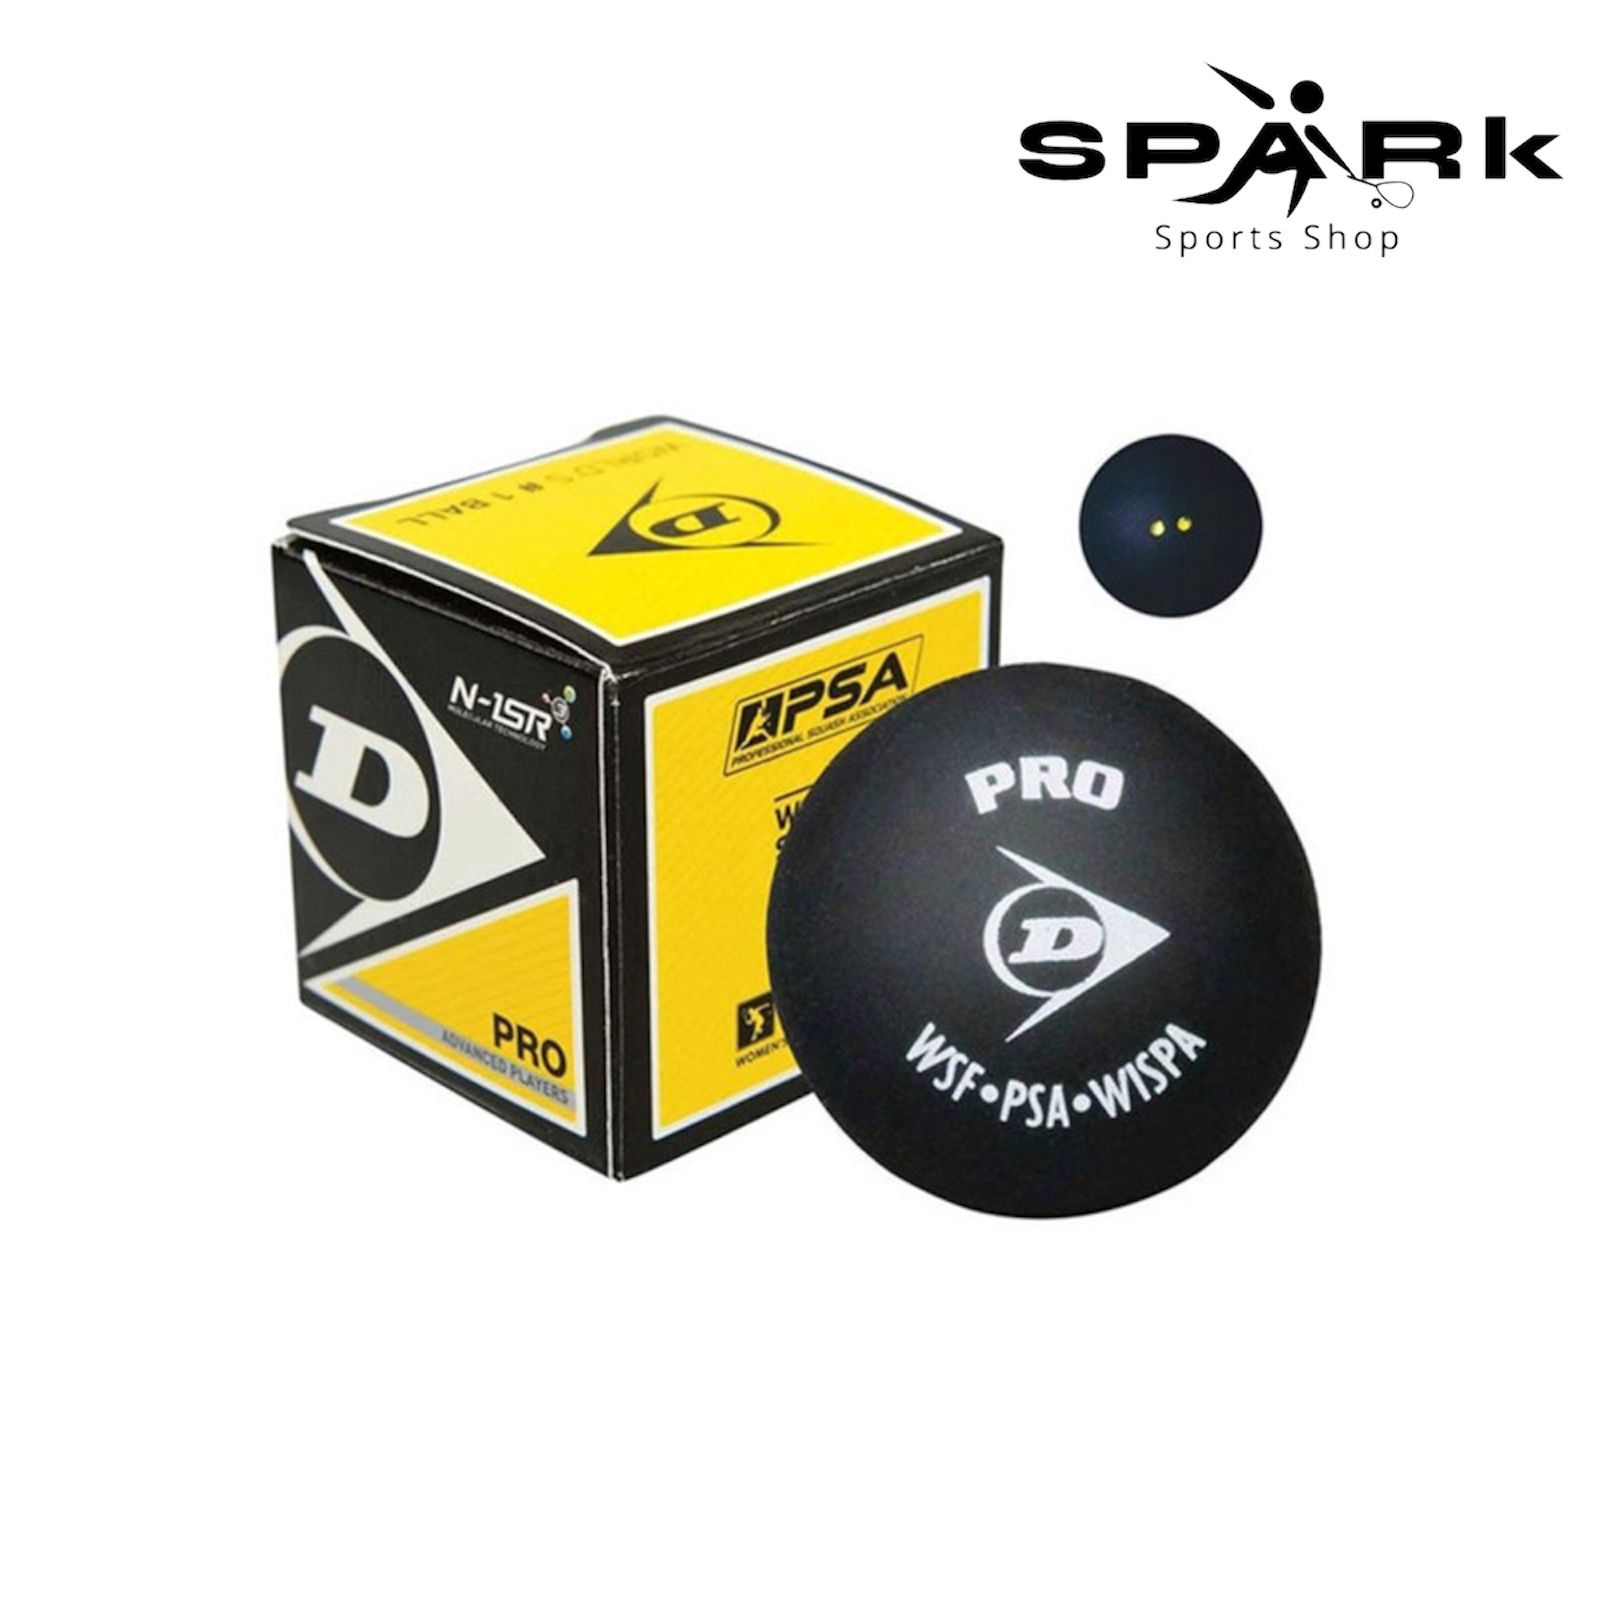 SPARK
Sports Shop
WORLD'S # 1 BALL
D
N-1SR
MOLECULAR TECHNOLOGY
D
PRO
ADVANCED PLAYERS
PSA
PROFESSIONAL SQUASH ASSOCIATION
WOMEN'S
PRO
D
WSF•PSA•WISPA